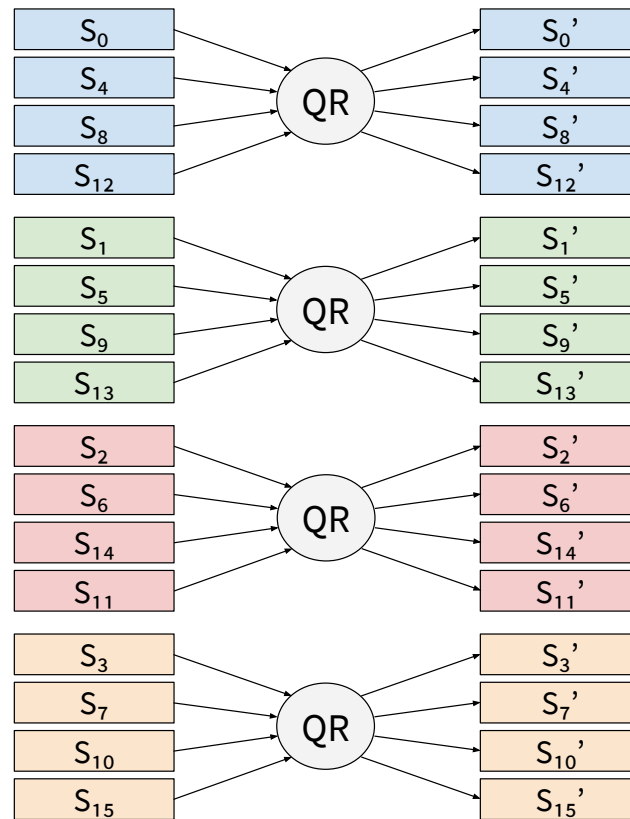 S₀ S₀’
S₄ QR S₄’
S₈ S₈’
S₁₂ S₁₂’
S₁ S₁’
S₅ QR S₅’
S₉ S₉’
S₁₃ S₁₃’
S₂ S₂’
S₆ QR S₆’
S₁₄ S₁₄’
S₁₁ S₁₁’
S₃ S₃’
S₇ QR S₇’
S₁₀ S₁₀’
S₁₅ S₁₅’